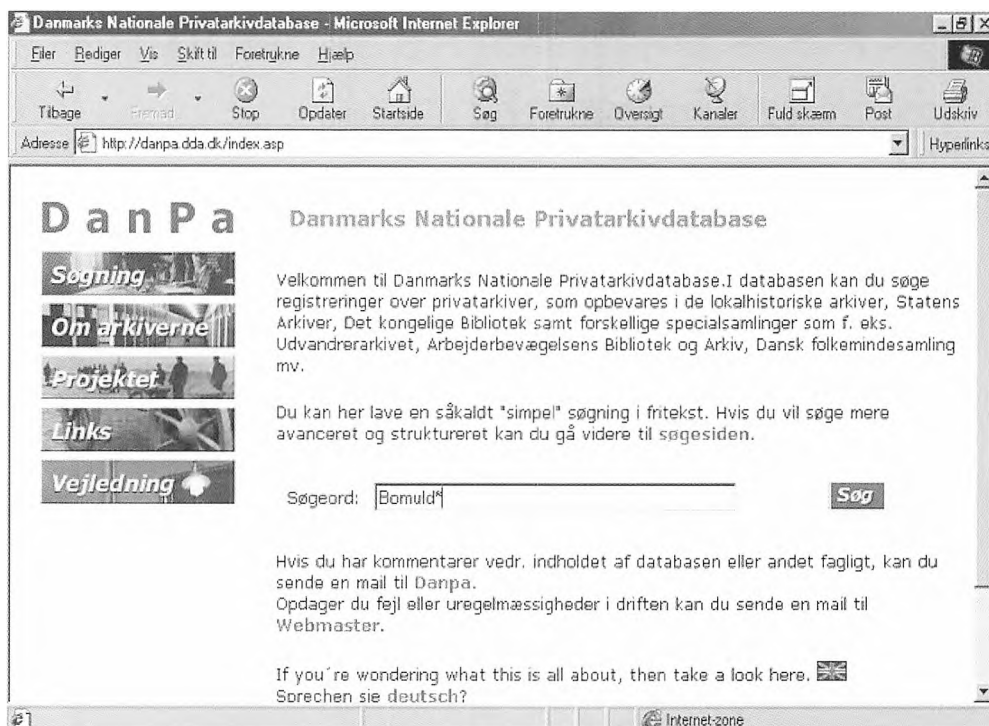 Danmarks Nationale Privatarkivdatabase - Microsoft Internet Explorer
Filer Rediger Vis Skift til Foretrukne Hjælp
Tilbage Fremad Stop Opdater Startside Søg Foretrukne Oversigt Kanaler Fuld skærm Post Udskriv
Adresse http://danpa.dda.dk/index.asp Hyperlinks
DanPa
Danmarks Nationale Privatarkivdatabase
Søgning
Om arkiverne
Projektet
Links
Vejledning
Velkommen til Danmarks Nationale Privatarkivdatabase.I databasen kan du søge
registreringer over privatarkiver, som opbevares i de lokalhistoriske arkiver, Statens
Arkiver, Det kongelige Bibliotek samt forskellige specialsamlinger som f. eks.
Udvandrerarkivet, Arbejderbevægelsens Bibliotek og Arkiv, Dansk folkemindesamling
mv.
Du kan her lave en såkaldt "simpel" søgning i fritekst. Hvis du vil søge mere
avanceret og struktureret kan du gå videre til søgesiden.
Søgeord: Bomuld* Søg
Hvis du har kommentarer vedr. indholdet af databasen eller andet fagligt, kan du
sende en mail til Danpa.
Opdager du fejl eller uregelmæssigheder i driften kan du sende en mail til
Webmaster.
If you´re wondering what this is all about, then take a look here.
Sprechen sie deutsch?
Internet-zone